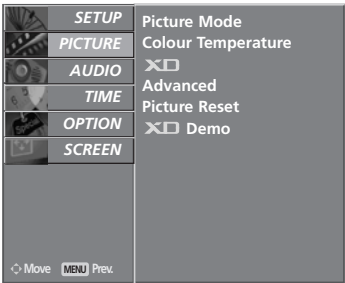 SETUP
PICTURE
AUDIO
TIME
OPTION
SCREEN
Move MENU Prev.
Picture Mode
Colour Temperature
XD
Advanced
Picture Reset
XD Demo